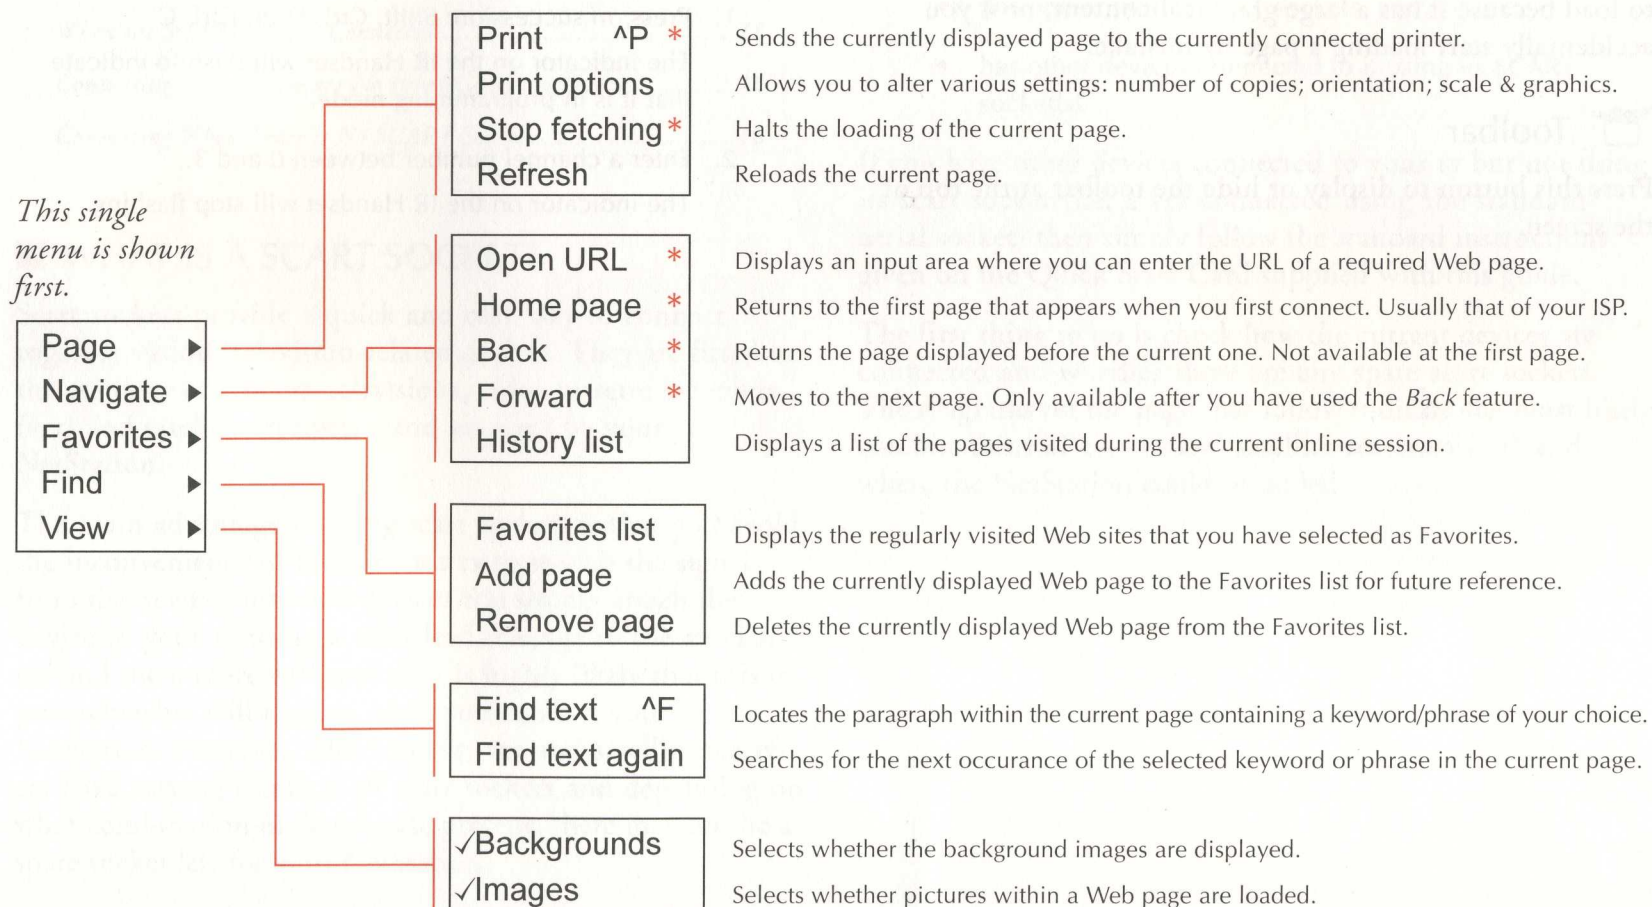 Print ^P * Sends the currently displayed page to the currently connected printer.
Print options Allows you to alter various settings: number of copies; orientation; scale & graphics.
Stop fetching * Halts the loading of the current page.
Refresh Reloads the current page.
This single
menu is shown
first.
Page ▶
Navigate ▶
Favorites ▶
Find ▶
View ▶
Open URL * Displays an input area where you can enter the URL of a required Web page.
Home page * Returns to the first page that appears when you first connect. Usually that of your ISP.
Back * Returns the page displayed before the current one. Not available at the first page.
Forward * Moves to the next page. Only available after you have used the Back feature.
History list Displays a list of the pages visited during the current online session.
Favorites list Displays the regularly visited Web sites that you have selected as Favorites.
Add page Adds the currently displayed Web page to the Favorites list for future reference.
Remove page Deletes the currently displayed Web page from the Favorites list.
Find text ^F Locates the paragraph within the current page containing a keyword/phrase of your choice.
Find text again Searches for the next occurance of the selected keyword or phrase in the current page.
✓Backgrounds Selects whether the background images are displayed.
✓Images Selects whether pictures within a Web page are loaded.